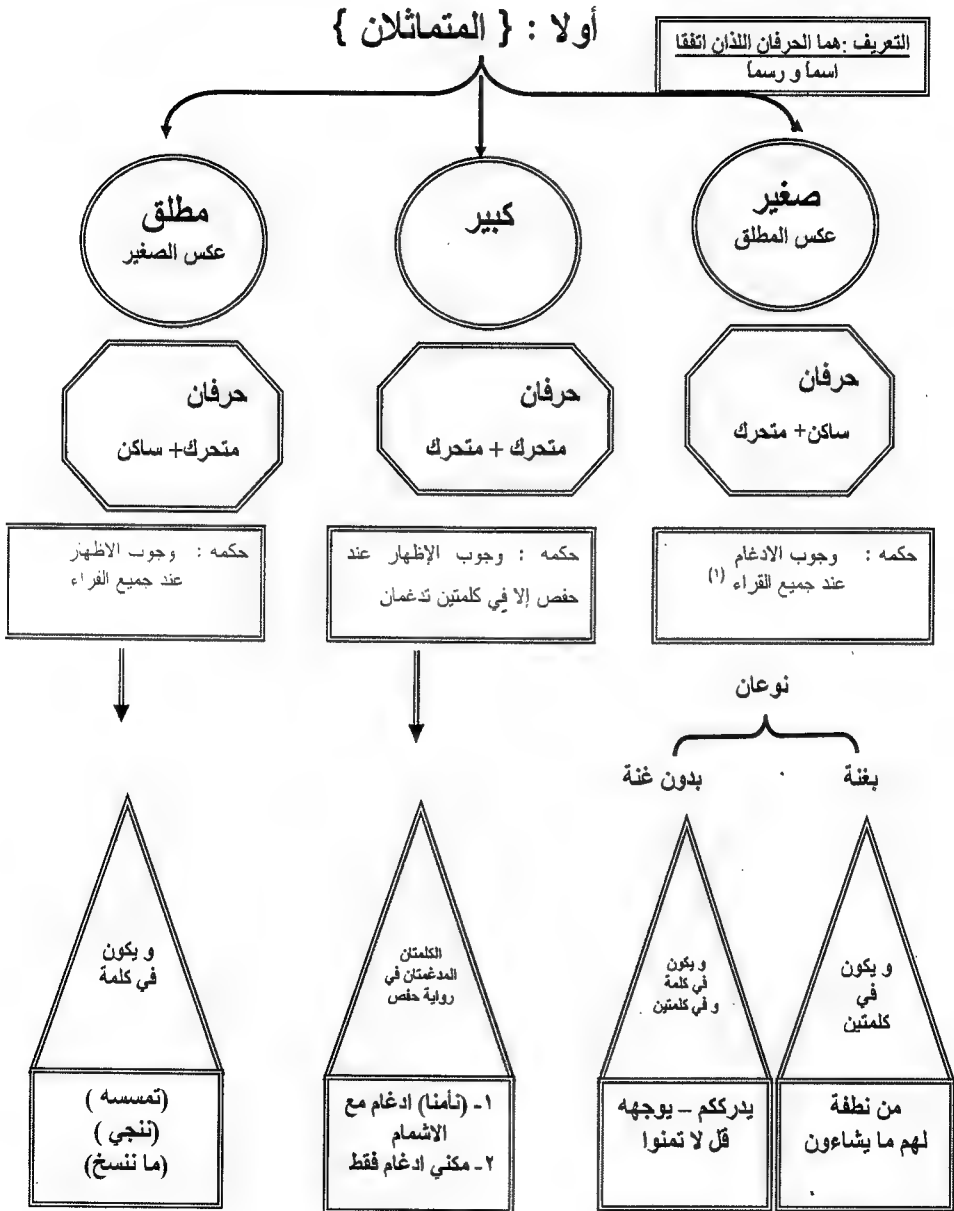 أولا : { المتماثلان }
التعريف :هما الحرفان اللذان اتفقا
اسما و رسما
صغير
عكس المطلق
كبير
مطلق
عكس الصغير
حرفان
ساكن+ متحرك
حرفان
متحرك + متحرك
حرفان
متحرك+ ساكن
حكمه : وجوب الادغام
عند جميع القراء (١)
حكمه : وجوب الإظهار عند
حفص إلا في كلمتين تدغمان
حكمه : وجوب الاظهار
عند جميع القراء
نوعان
بغنة
بدون غنة
و يكون
في
كلمتين
و يكون
في كلمة
و في كلمتين
الكلمتان
المدغمتان في
رواية حفص
و يكون
في كلمة
من نطفة
لهم ما يشاءون
يدرككم – يوجهه
قل لا تمنوا
١- (نأمنا) ادغام مع
الاشمام
٢- مكني ادغام فقط
(تمسسه )
(ننجي )
(ما ننسخ)